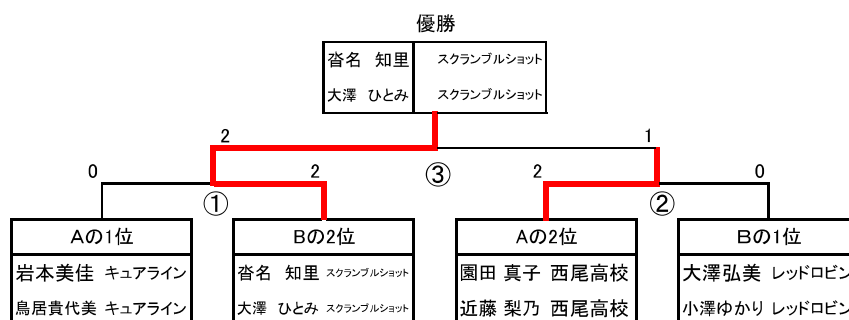 優勝
沓名 知里 スクランブルショット
大澤 ひとみ スクランブルショット
2 1
0 2 ③ 2 0
① ②
Aの1位 Bの2位 Aの2位 Bの1位
岩本美佳 キュアライン 沓名 知里 スクランブルショット 園田 真子 西尾高校 大澤弘美 レッドロビン
鳥居貴代美 キュアライン 大澤 ひとみ スクランブルショット 近藤 梨乃 西尾高校 小澤ゆかり レッドロビン